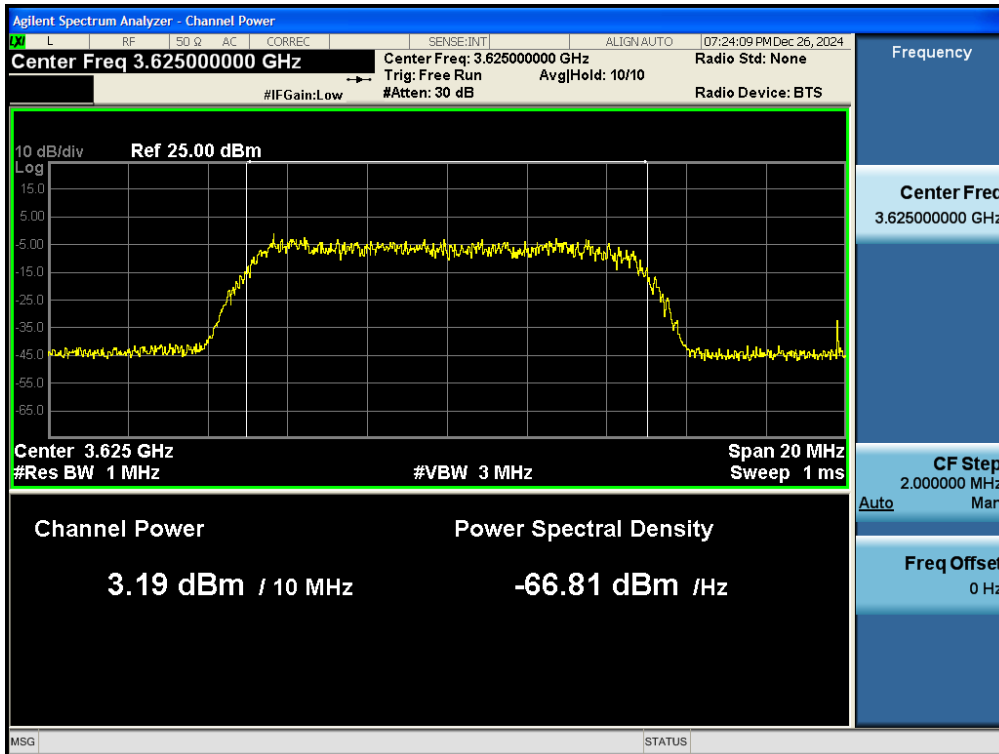 Agilent Spectrum Analyzer - Channel Power
LXI L RF 50 Ω AC CORREC SENSE:INT ALIGN AUTO 07:24:09 PM Dec 26, 2024
Center Freq 3.625000000 GHz
Center Freq: 3.625000000 GHz
Radio Std: None
Trig: Free Run Avg|Hold: 10/10
#IFGain:Low
#Atten: 30 dB
Radio Device: BTS
10 dB/div Ref 25.00 dBm
Log
15.0
5.00
-5.00
-15.0
-25.0
-35.0
-45.0
-55.0
-65.0
Center 3.625 GHz Span 20 MHz
#Res BW 1 MHz #VBW 3 MHz Sweep 1 ms
Channel Power Power Spectral Density
3.19 dBm / 10 MHz -66.81 dBm /Hz
Frequency
Center Freq
3.625000000 GHz
CF Step
2.000000 MHz
Auto Man
Freq Offset
0 Hz
MSG STATUS